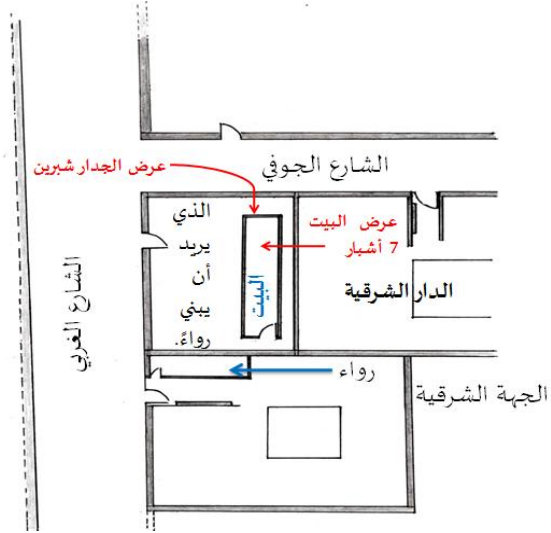 الشارع الجوفي
عرض الجدار شبرين
الذي
يريد
أن
يبني
رواءً.
عرض البيت
7 أشبار
البيت
الدار الشرقية
الشارع الغربي
رواء
الجهة الشرقية